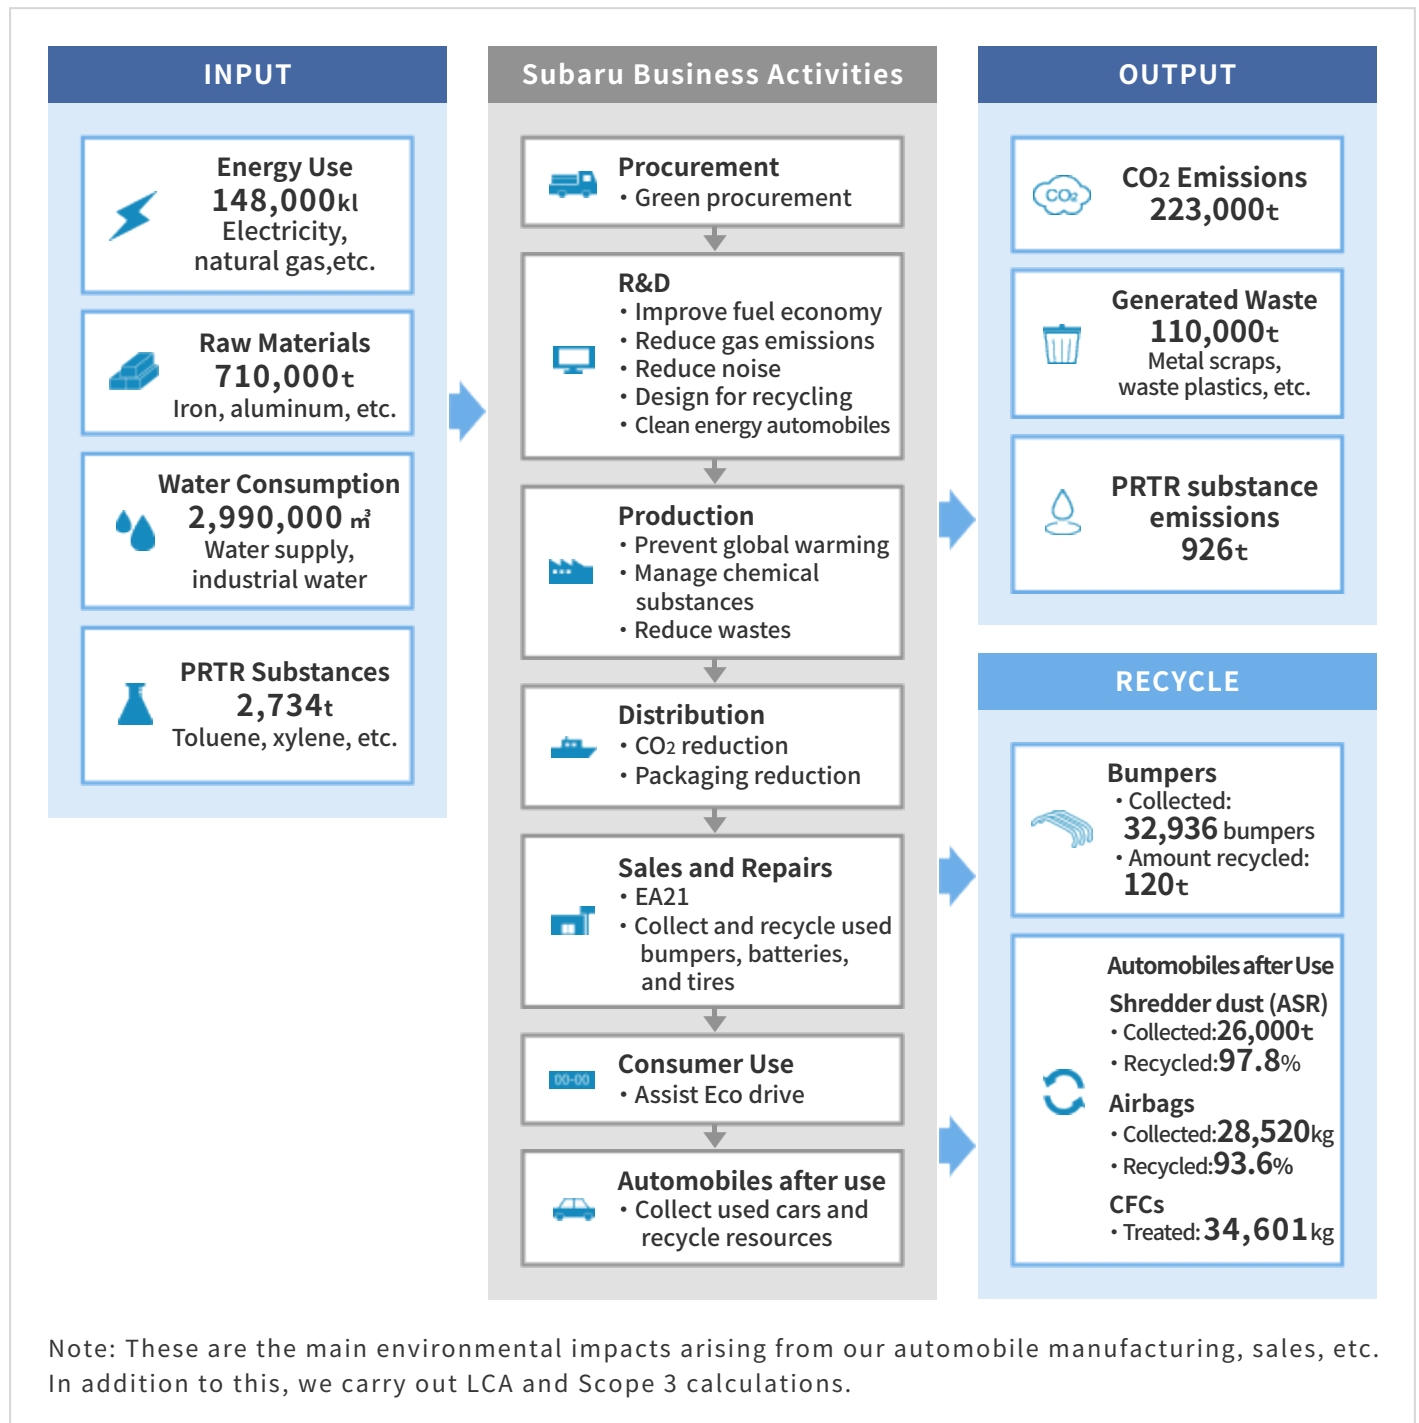 INPUT
Energy Use
148,000kl
Electricity,
natural gas,etc.
Raw Materials
710,000t
Iron, aluminum, etc.
Water Consumption
2,990,000 ㎥
Water supply,
industrial water
PRTR Substances
2,734t
Toluene, xylene, etc.
Subaru Business Activities
Procurement
・Green procurement
R&D
・Improve fuel economy
・Reduce gas emissions
・Reduce noise
・Design for recycling
・Clean energy automobiles
Production
・Prevent global warming
・Manage chemical
substances
・Reduce wastes
Distribution
・CO2 reduction
・Packaging reduction
Sales and Repairs
・EA21
・Collect and recycle used
bumpers, batteries,
and tires
00-00
Consumer Use
・Assist Eco drive
Automobiles after use
・Collect used cars and
recycle resources
OUTPUT
CO2
CO2 Emissions
223,000t
Generated Waste
110,000t
Metal scraps,
waste plastics, etc.
PRTR substance
emissions
926t
RECYCLE
Bumpers
・Collected:
32,936 bumpers
・Amount recycled:
120t
Automobiles after Use
Shredder dust (ASR)
・Collected:26,000t
・Recycled:97.8%
Airbags
・Collected:28,520kg
・Recycled:93.6%
CFCs
・Treated:34,601kg
Note: These are the main environmental impacts arising from our automobile manufacturing, sales, etc.
In addition to this, we carry out LCA and Scope 3 calculations.